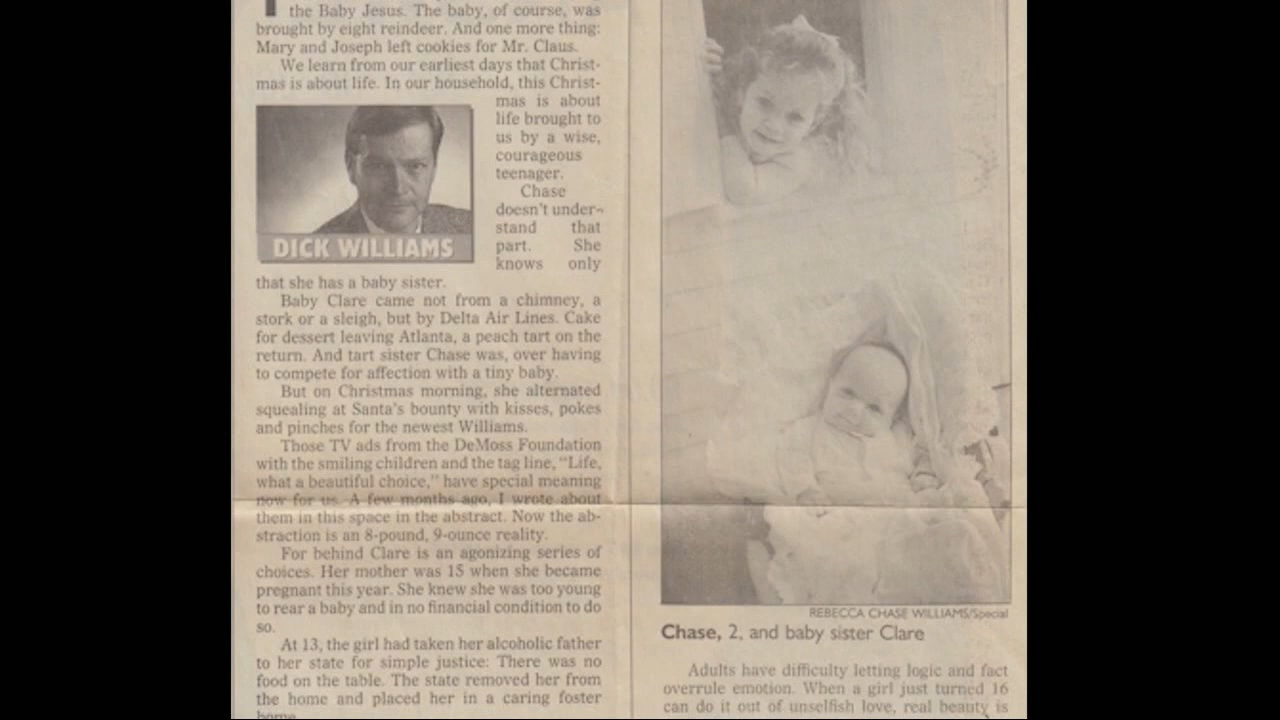 the Baby Jesus. The baby, of course, was
brought by eight reindeer. And one more thing:
Mary and Joseph left cookies for Mr. Claus.
We learn from our earliest days that Christ-
mas is about life. In our household, this Christ-
mas is about
life brought to
us by a wise,
courageous
teenager.
Chase
doesn't under-
stand that
part. She
knows only
DICK WILLIAMS
that she has a baby sister.
Baby Clare came not from a chimney, a
stork or a sleigh, but by Delta Air Lines. Cake
for dessert leaving Atlanta, a peach tart on the
return. And tart sister Chase was, over having
to compete for affection with a tiny baby.
But on Christmas morning, she alternated
squealing at Santa's bounty with kisses, pokes
and pinches for the newest Williams.
Those TV ads from the DeMoss Foundation
with the smiling children and the tag line, "Life,
what a beautiful choice," have special meaning
now for us. A few months ago, I wrote about
them in this space in the abstract. Now the ab-
straction is an 8-pound, 9-ounce reality.
For behind Clare is an agonizing series of
choices. Her mother was 15 when she became
pregnant this year. She knew she was too young
to rear a baby and in no financial condition to do
so.
At 13, the girl had taken her alcoholic father
to her state for simple justice: There was no
food on the table. The state removed her from
the home and placed her in a caring foster
home.
REBECCA CHASE WILLIAMS/Special
Chase, 2, and baby sister Clare
Adults have difficulty letting logic and fact
overrule emotion. When a girl just turned 16
can do it out of unselfish love, real beauty is